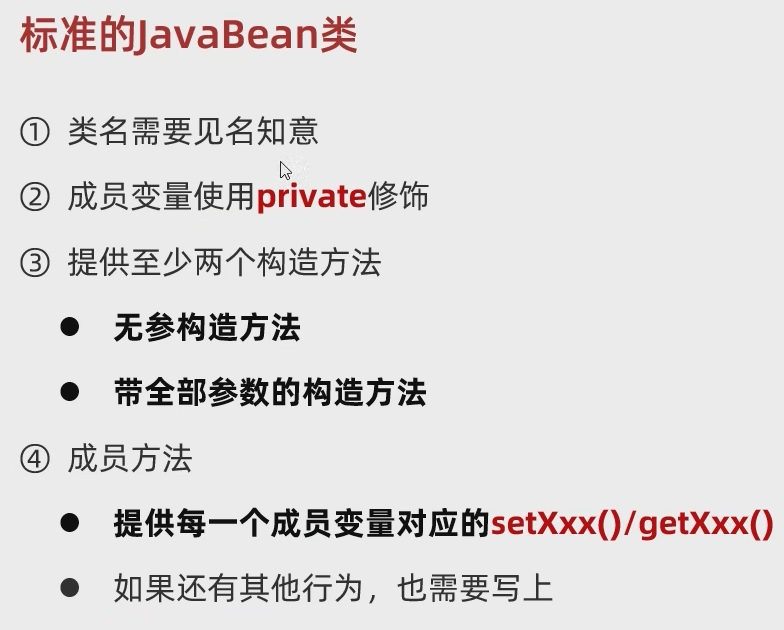 标准的JavaBean类
① 类名需要见名知意
② 成员变量使用private修饰
③ 提供至少两个构造方法
● 无参构造方法
● 带全部参数的构造方法
④ 成员方法
● 提供每一个成员变量对应的setXxx()/getXxx()
● 如果还有其他行为，也需要写上